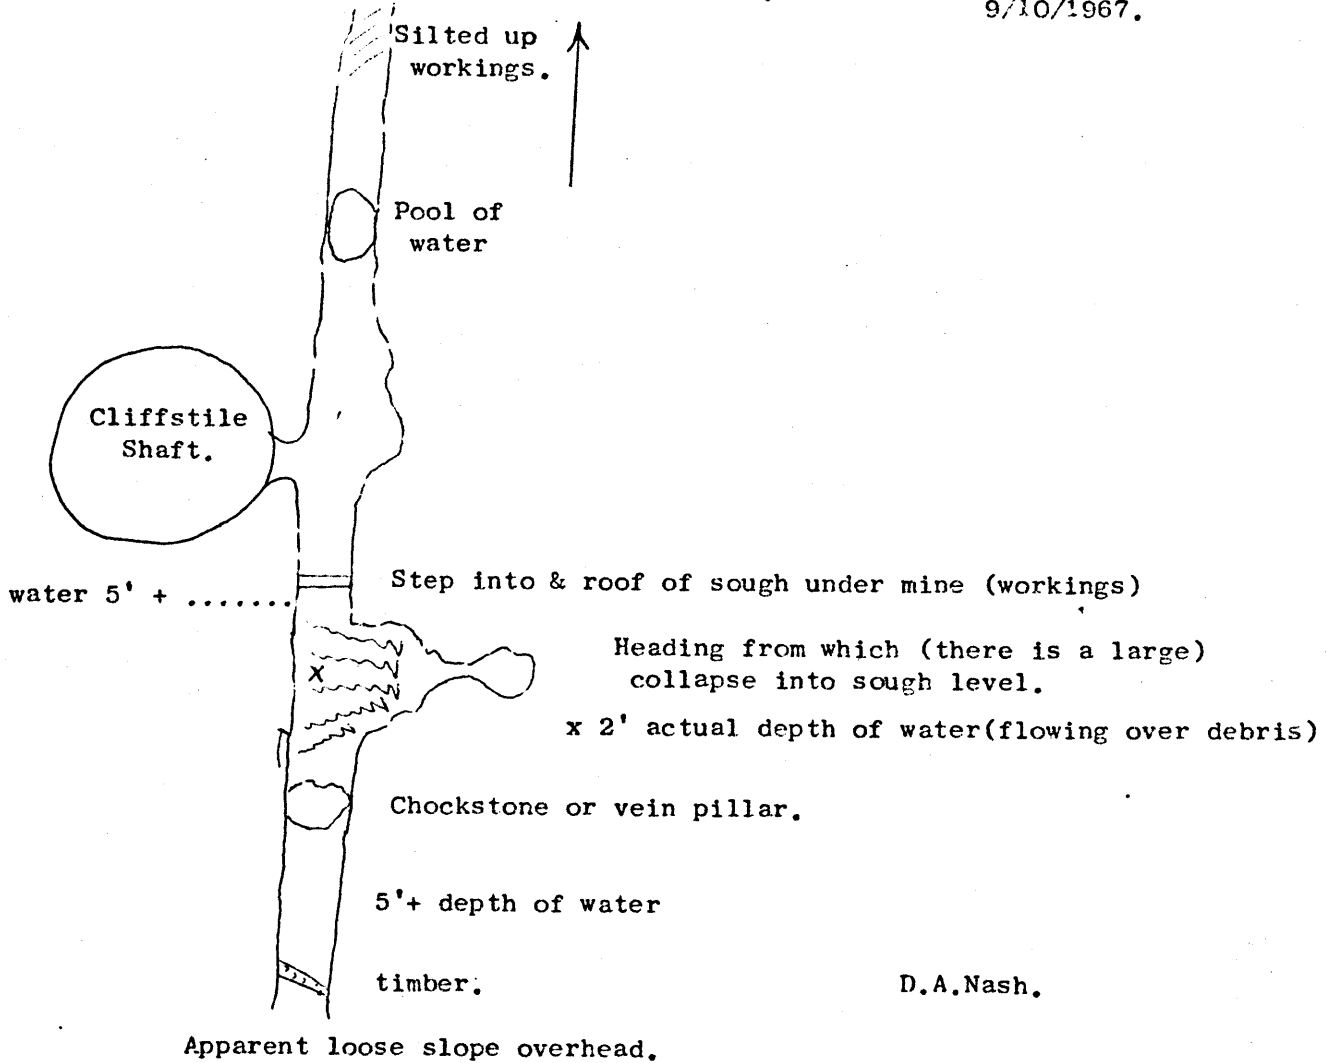 9/10/1967.
Silted up
workings.
Pool of
water
Cliffstile
Shaft.
Step into & roof of sough under mine (workings)
water 5' + .......
Heading from which (there is a large)
collapse into sough level.
x
x 2' actual depth of water(flowing over debris)
Chockstone or vein pillar.
5'+ depth of water
timber.
D.A.Nash.
Apparent loose slope overhead.